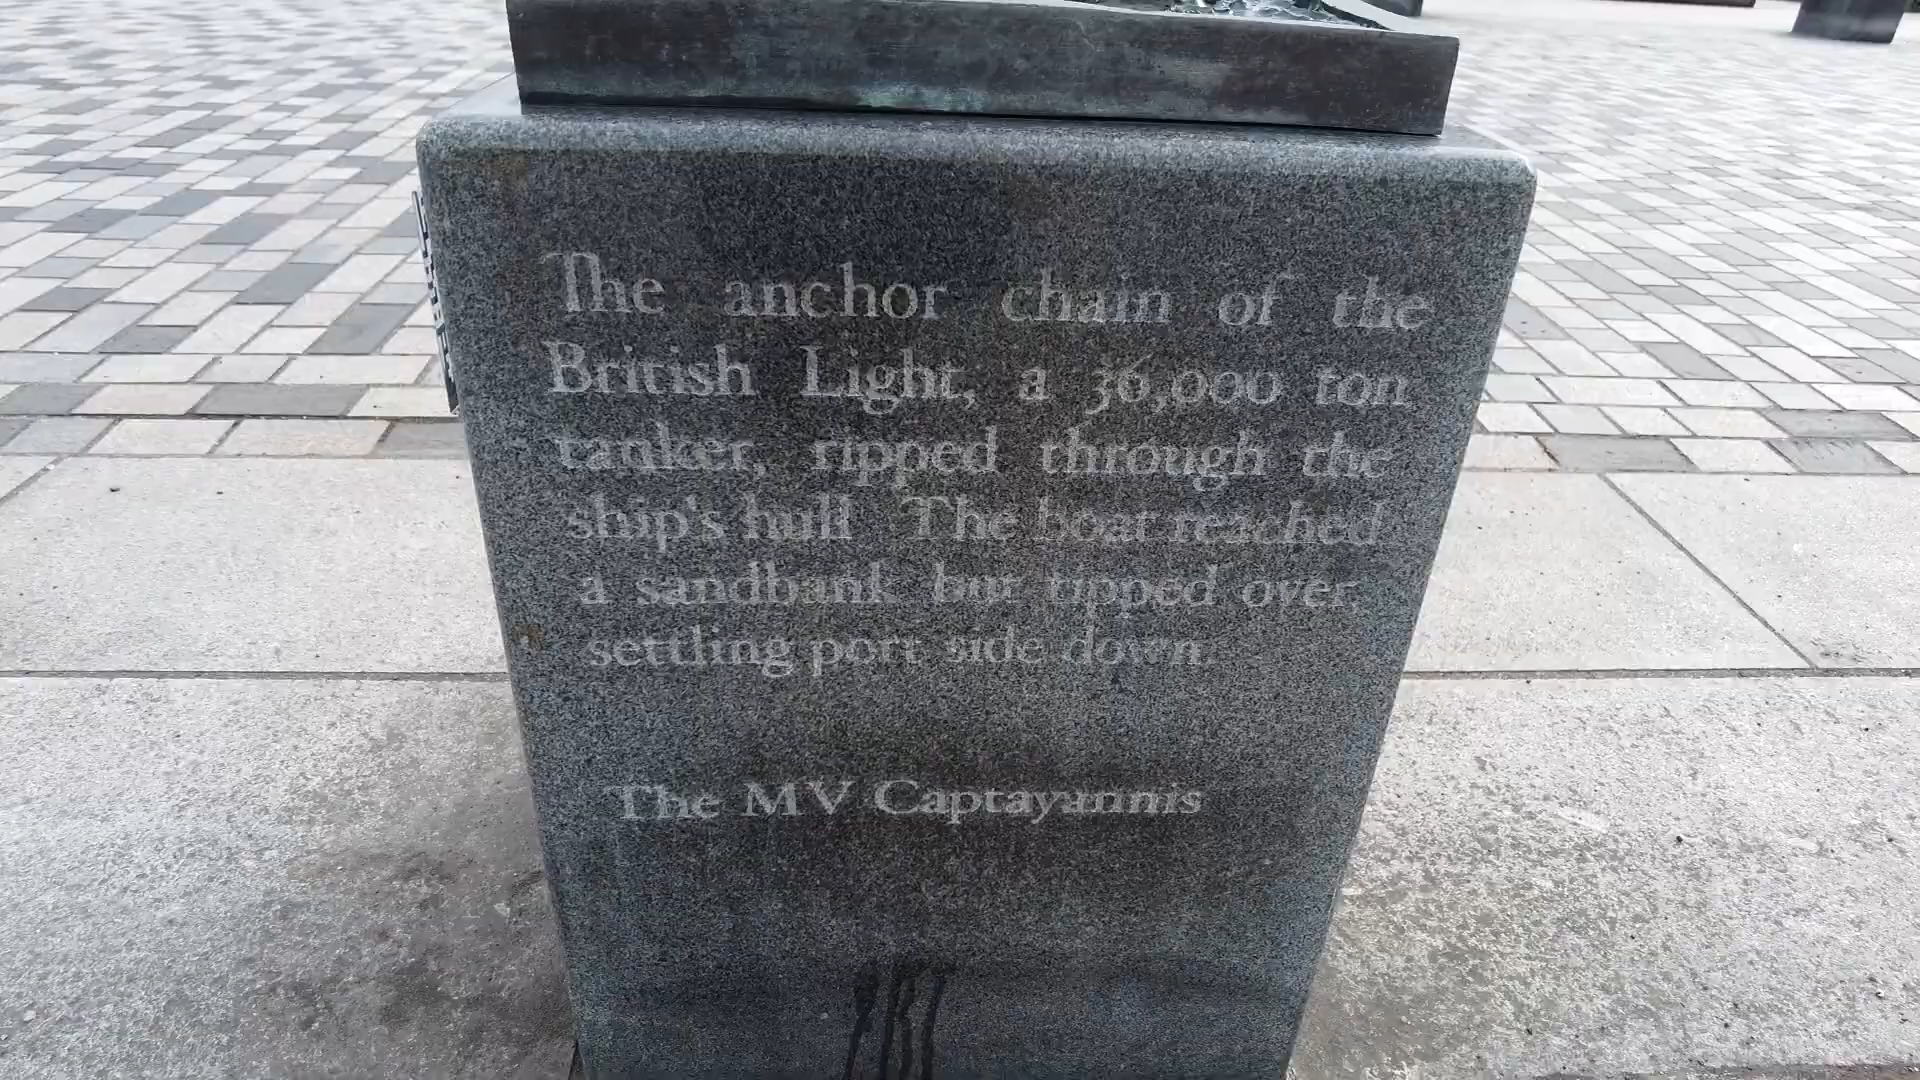 The anchor chain of the
British Light, a 36,000 ton
tanker, ripped through the
ship's hull. The boat reached
a sandbank but tipped over,
settling port side down.
The MV Captayannis